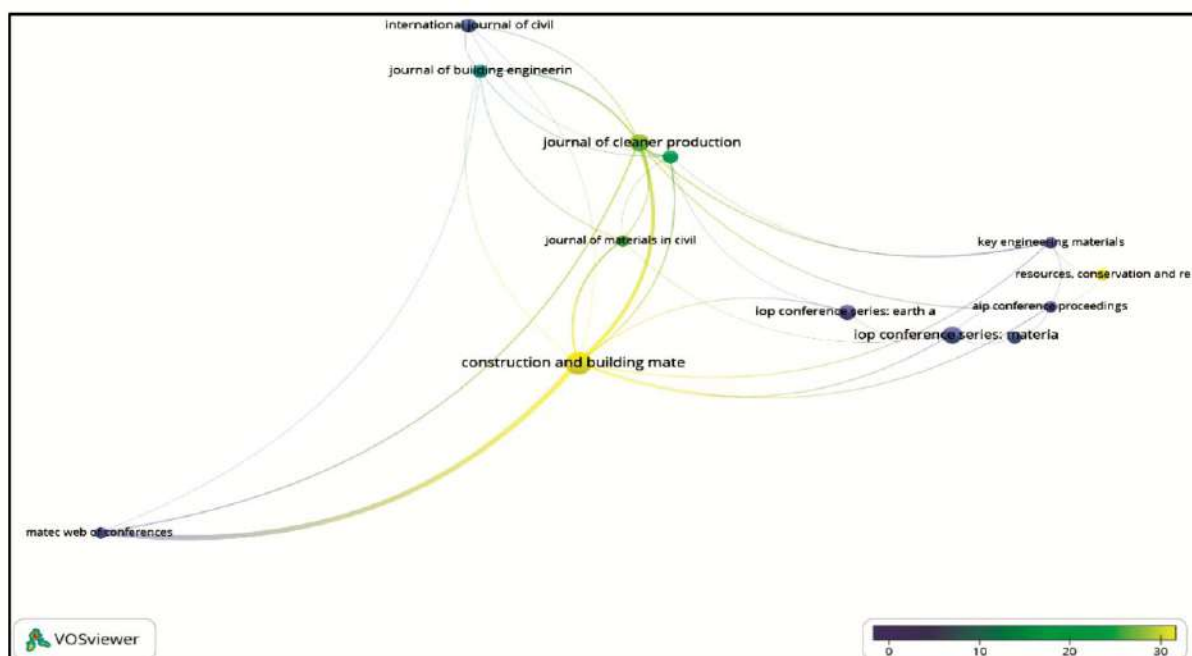 international journal of civil
journal of building engineerin
journal of cleaner production
journal of materials in civil
key engineering materials
resources, conservation and re
aip conference proceedings
iop conference series: earth a
iop conference series: materia
construction and building mate
matec web of conferences
VOSviewer
0 10 20 30